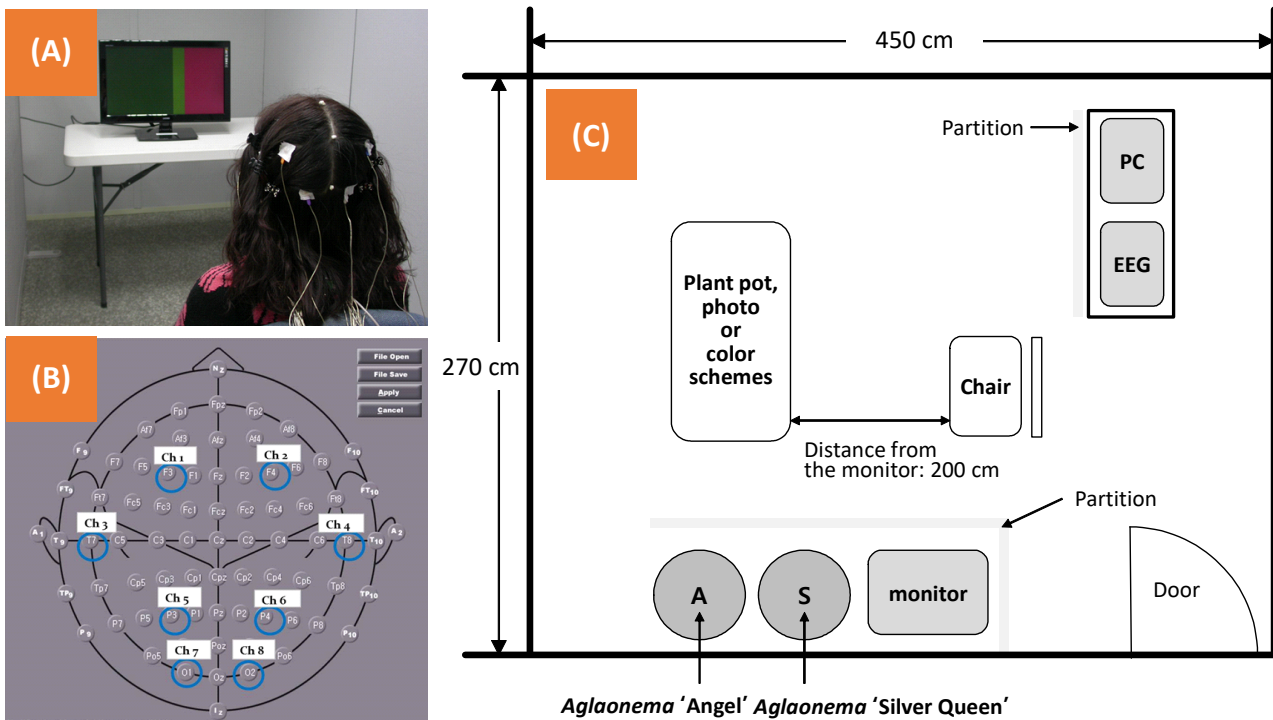 (A)
(B)
File Open
File Save
Apply
Cancel
Nz
Fp1
Fpz
Fp2
Af7
Af3
Afz
Af4
Af8
F9
F7
F5
Ch 1
F3
F1
Fz
F2
Ch 2
F4
F6
F8
F10
FT9
Ft7
Fc5
Fc3
Fc1
Fcz
Fc2
Fc4
Fc6
Ft8
FT10
A1
T9
Ch 3
T7
C5
C3
C1
Cz
C2
C4
C6
Ch 4
T8
T10
A2
TP9
Tp7
Cp5
Cp3
Cp1
Cpz
Cp2
Cp4
Cp6
Tp8
TP10
P9
P7
P5
Ch 5
P3
P1
Pz
P2
Ch 6
P4
P6
P8
P10
Po5
Ch 7
Poz
Ch 8
Po6
O1
Oz
O2
Iz
(C)
450 cm
270 cm
Partition
PC
EEG
Plant pot,
photo
or
color
schemes
Chair
Distance from
the monitor: 200 cm
Partition
A
S
monitor
Door
Aglaonema ‘Angel’
Aglaonema ‘Silver Queen’